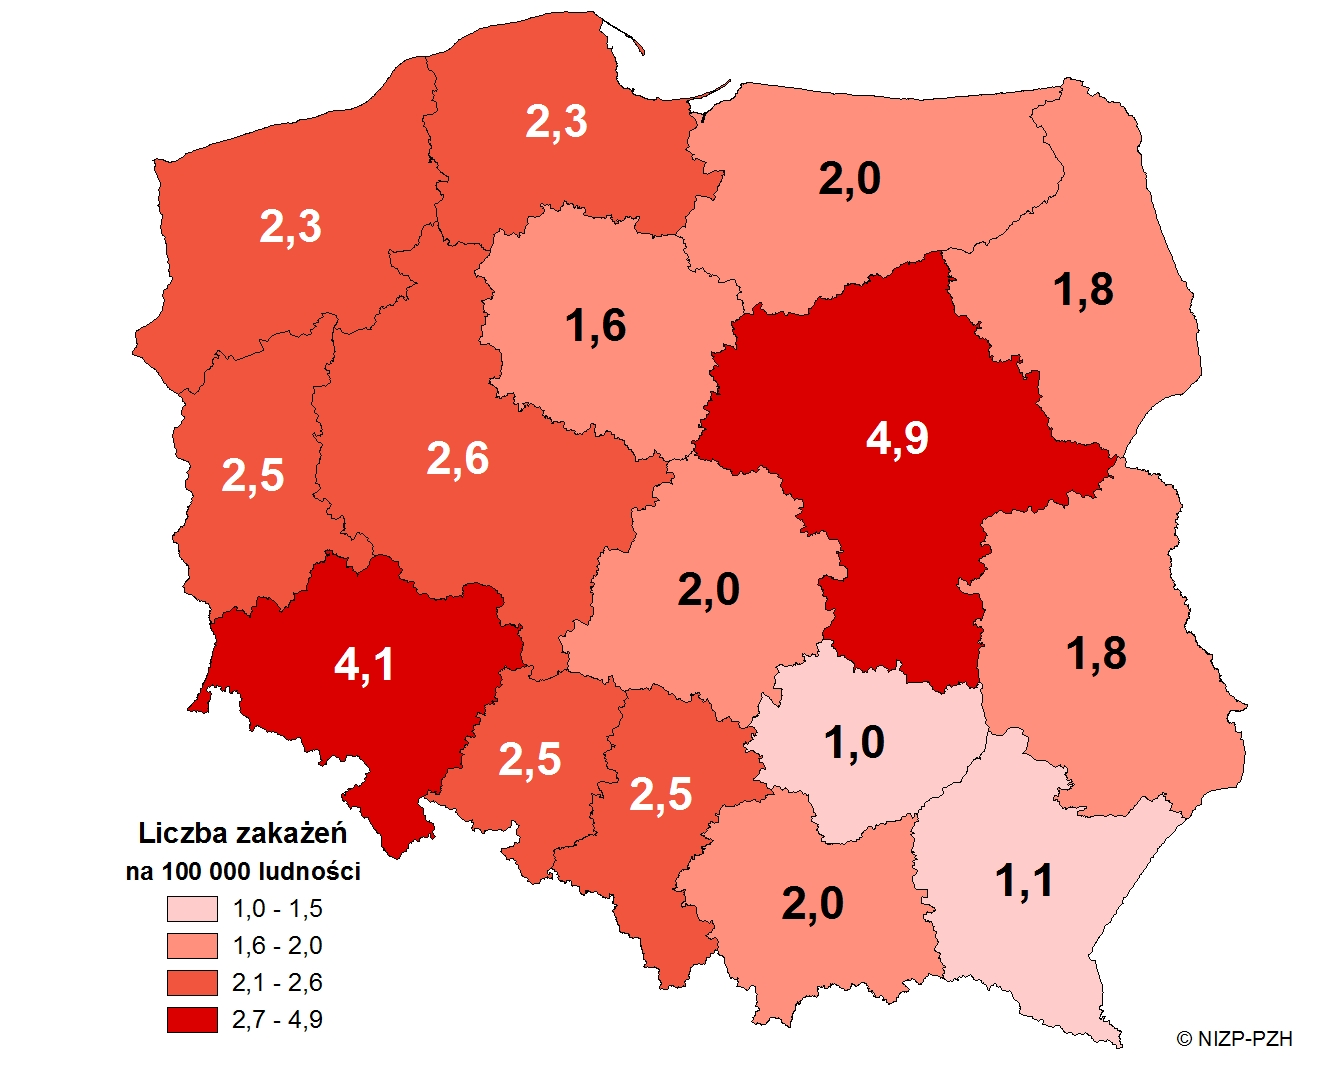 2,3
2,0
2,3
1,8
1,6
4,9
2,6
2,5
2,0
1,8
4,1
1,0
2,5
2,5
1,1
2,0
Liczba zakażeń
na 100 000 ludności
1,0 - 1,5
1,6 - 2,0
2,1 - 2,6
2,7 - 4,9
© NIZP-PZH